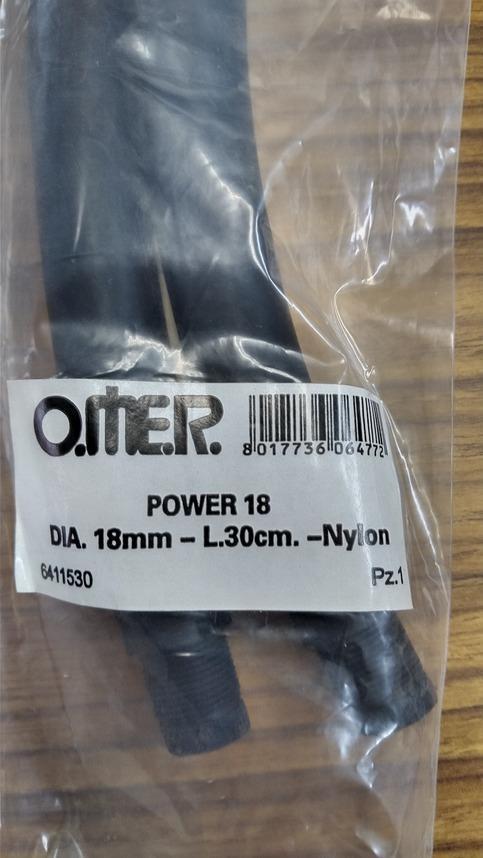 O.ME.R.
8 017736 064772
POWER 18
DIA. 18mm – L.30cm. –Nylon
6411530 Pz.1